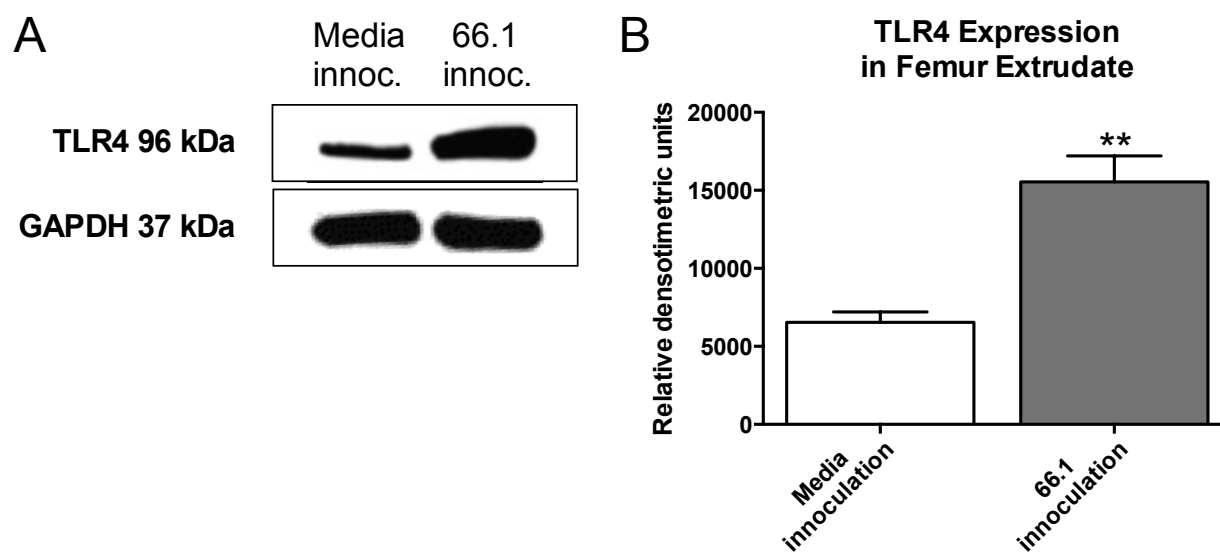 A
Media
innoc.
66.1
innoc.
TLR4 96 kDa
GAPDH 37 kDa
B
TLR4 Expression
in Femur Extrudate
Relative densotimetric units
20000
15000
10000
5000
0
**
Media
innoculation
66.1
innoculation